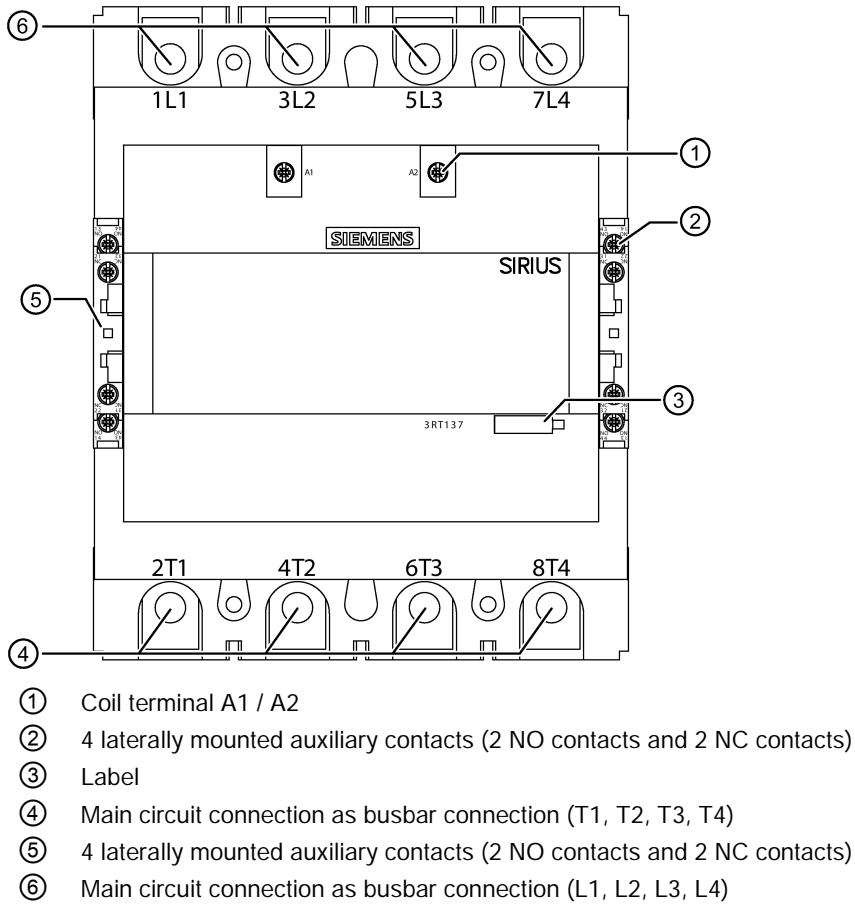 ⑥
1L1 3L2 5L3 7L4
①
A1 A2
②
SIEMENS
SIRIUS
⑤
③
3RT137
2T1 4T2 6T3 8T4
④
① Coil terminal A1 / A2
② 4 laterally mounted auxiliary contacts (2 NO contacts and 2 NC contacts)
③ Label
④ Main circuit connection as busbar connection (T1, T2, T3, T4)
⑤ 4 laterally mounted auxiliary contacts (2 NO contacts and 2 NC contacts)
⑥ Main circuit connection as busbar connection (L1, L2, L3, L4)